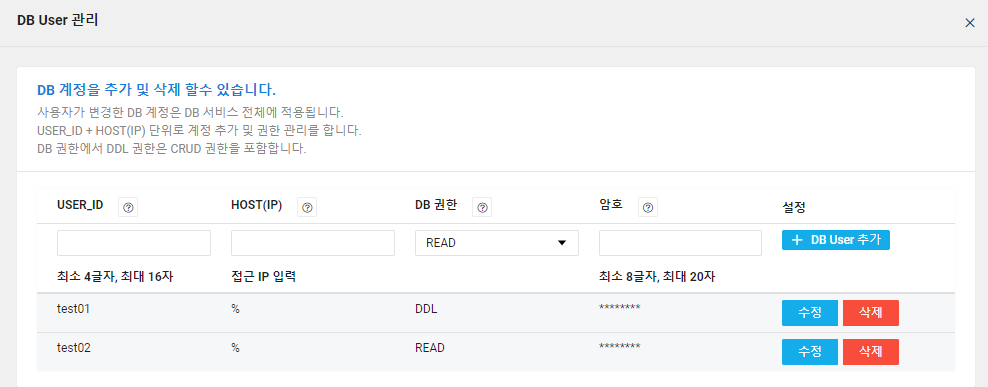 DB User 관리
DB 계정을 추가 및 삭제 할수 있습니다.
사용자가 변경한 DB 계정은 DB 서비스 전체에 적용됩니다.
USER_ID + HOST(IP) 단위로 계정 추가 및 권한 관리를 합니다.
DB 권한에서 DDL 권한은 CRUD 권한을 포함합니다.
USER_ID ? HOST(IP) ? DB 권한 ? 암호 ? 설정
READ + DB User 추가
최소 4글자, 최대 16자 접근 IP 입력 최소 8글자, 최대 20자
test01 % DDL ******** 수정 삭제
test02 % READ ******** 수정 삭제